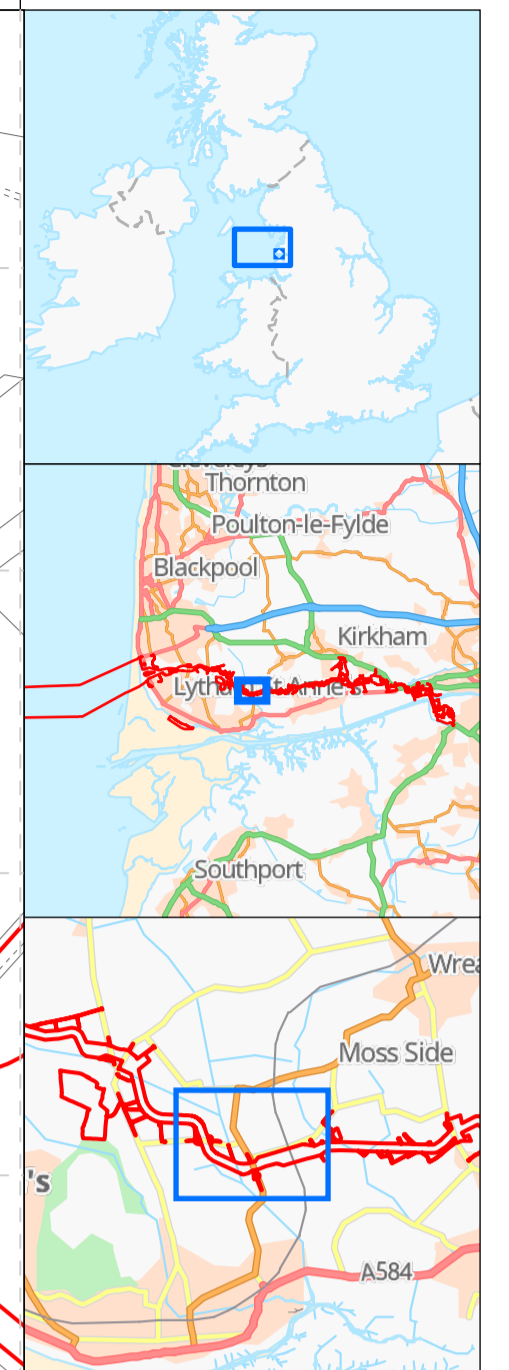 Thornton
Poulton-le-Fylde
Blackpool
Kirkham
Southport
Moss Side
's
A584